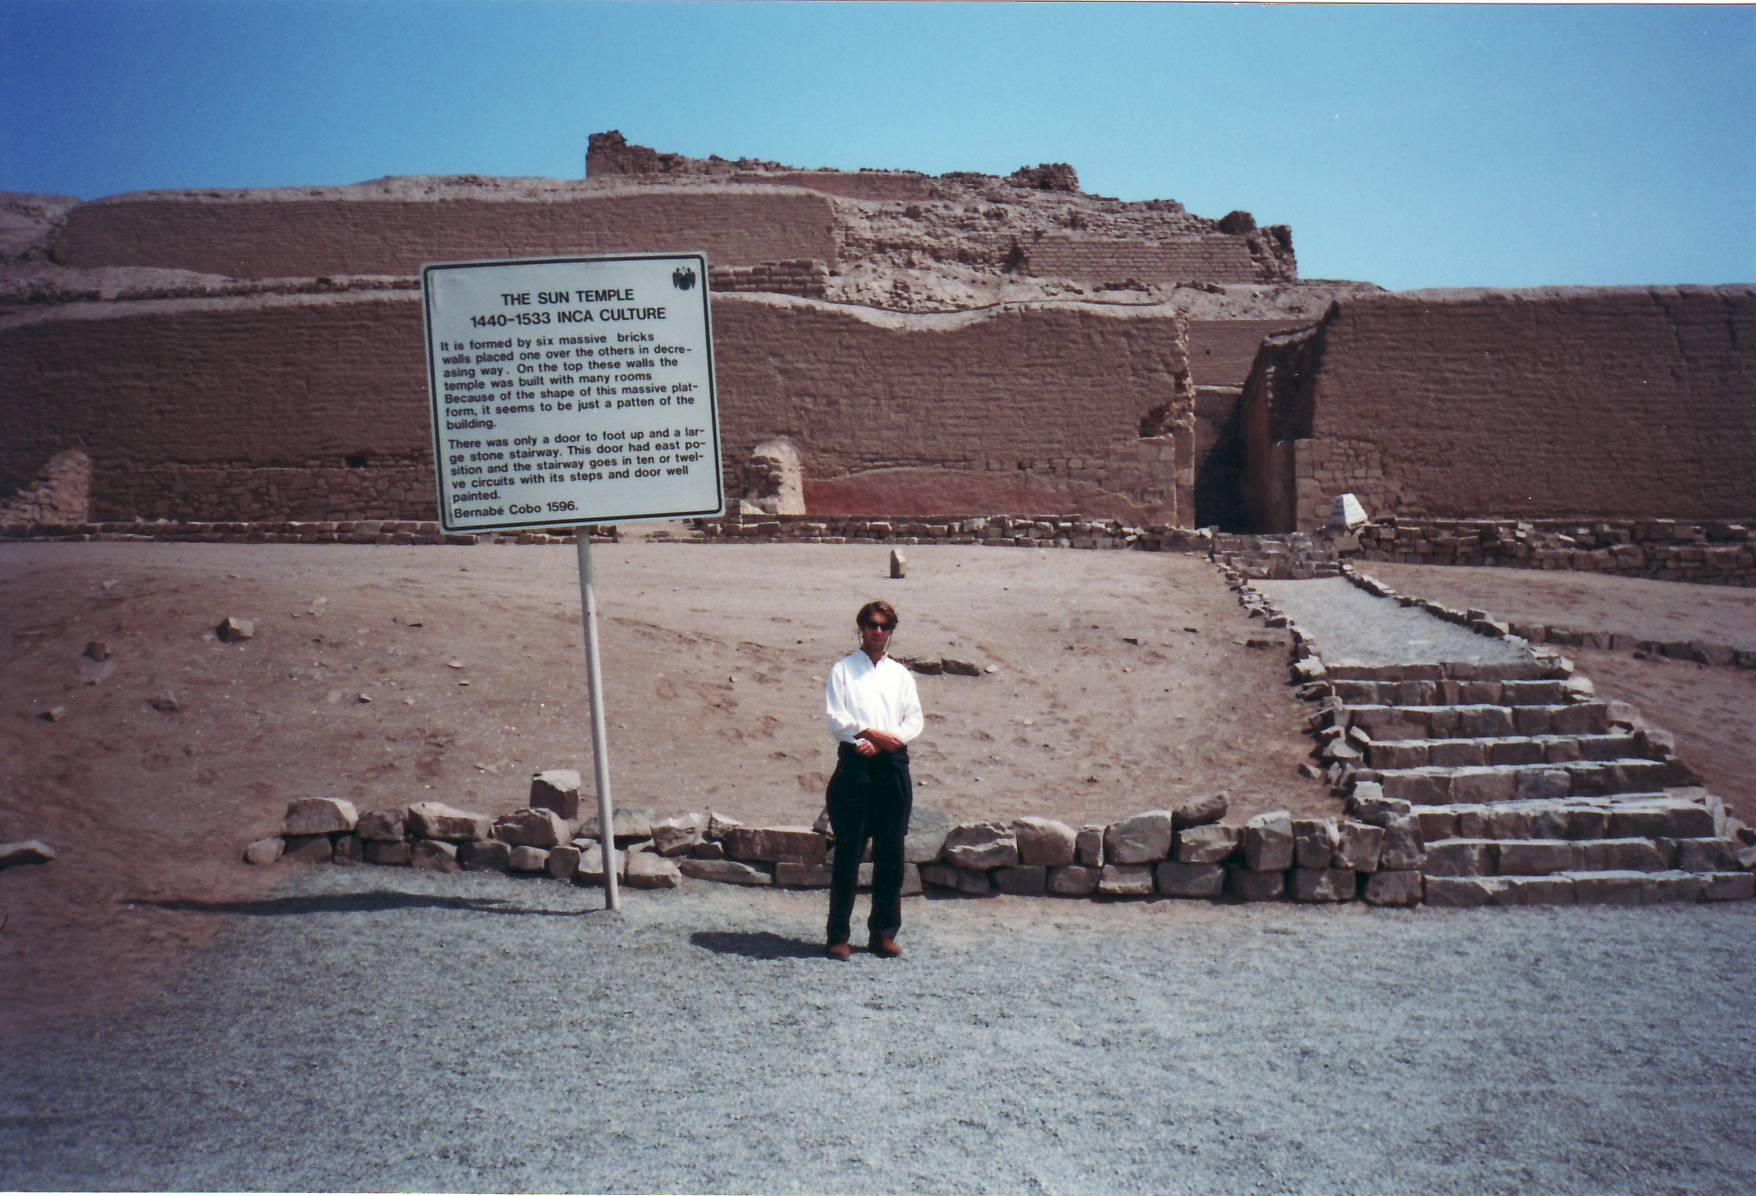 THE SUN TEMPLE
1440-1533 INCA CULTURE
It is formed by six massive bricks
walls placed one over the others in decre-
asing way. On the top these walls the
temple was built with many rooms
Because of the shape of this massive plat-
form, it seems to be just a patten of the
building.
There was only a door to foot up and a lar-
ge stone stairway. This door had east po-
sition and the stairway goes in ten or twel-
ve circuits with its steps and door well
painted.
Bernabé Cobo 1596.